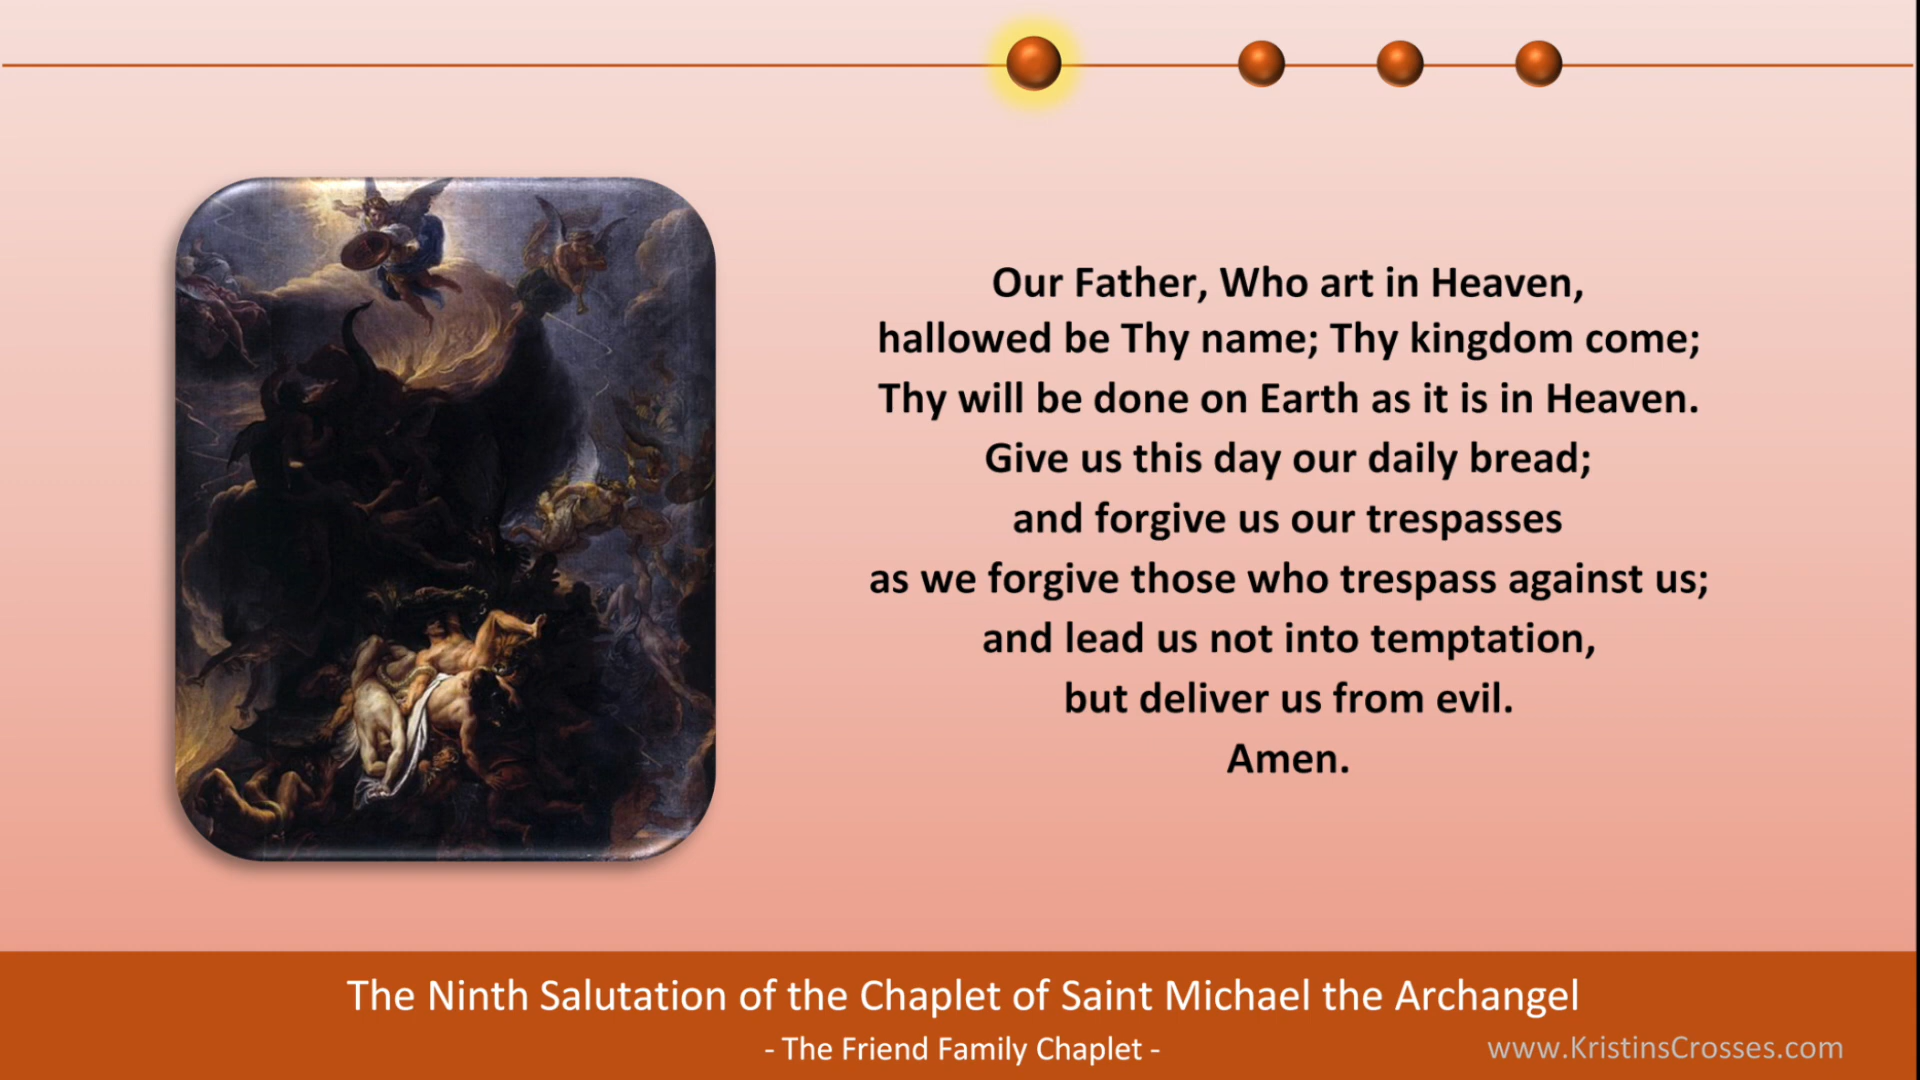 Our Father, Who art in Heaven,
hallowed be Thy name; Thy kingdom come;
Thy will be done on Earth as it is in Heaven.
Give us this day our daily bread;
and forgive us our trespasses
as we forgive those who trespass against us;
and lead us not into temptation,
but deliver us from evil.
Amen.
The Ninth Salutation of the Chaplet of Saint Michael the Archangel
- The Friend Family Chaplet -
www.KristinsCrosses.com